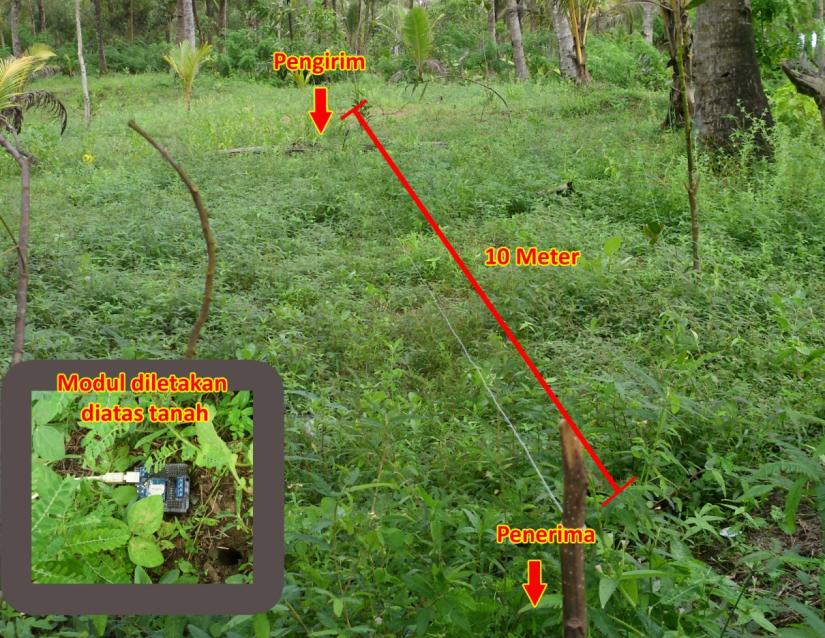 Pengirim
10 Meter
Modul diletakan
diatas tanah
Penerima